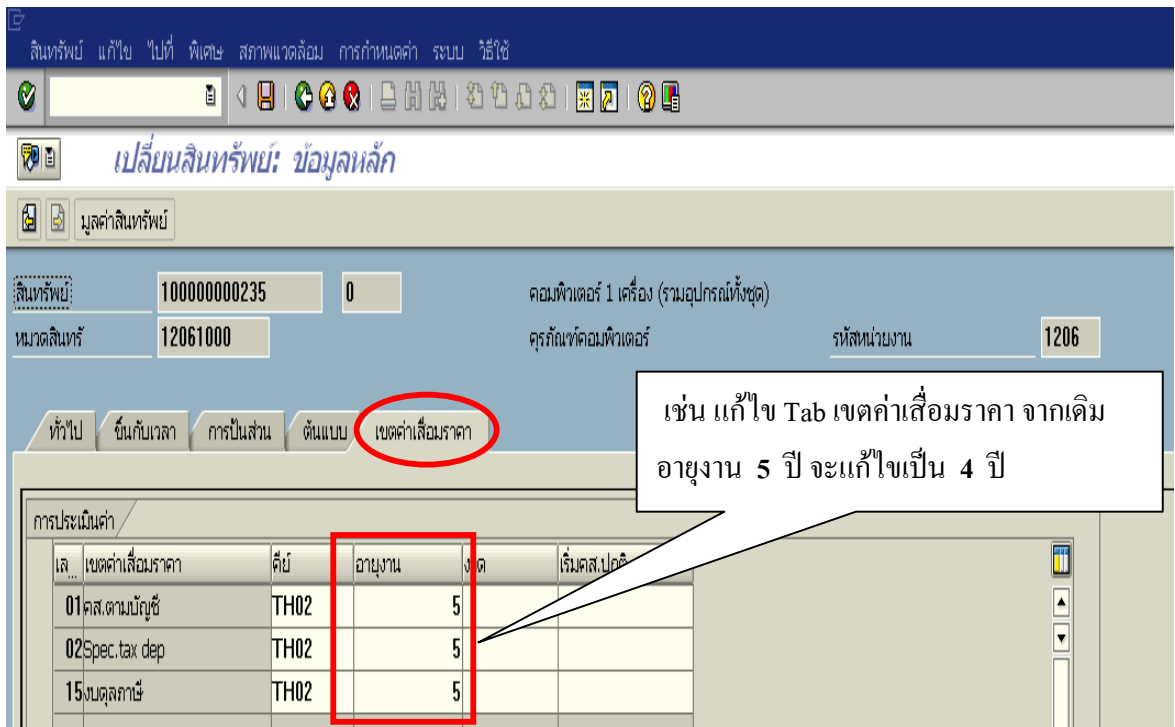 สินทรัพย์ แก้ไข ไปที่ พิเศษ สภาพแวดล้อม การกำหนดค่า ระบบ วิธีใช้
เปลี่ยนสินทรัพย์: ข้อมูลหลัก
มูลค่าสินทรัพย์
สินทรัพย์ 100000000235 0 คอมพิวเตอร์ 1 เครื่อง (รวมอุปกรณ์ทั้งชุด)
หมวดสินทรั 12061000 ครุภัณฑ์คอมพิวเตอร์ รหัสหน่วยงาน 1206
เช่น แก้ไข Tab เขตค่าเสื่อมราคา จากเดิม
อายุงาน 5 ปี จะแก้ไขเป็น 4 ปี
ทั่วไป ขึ้นกับเวลา การปันส่วน ต้นแบบ เขตค่าเสื่อมราคา
การประเมินค่า
เล... เขตค่าเสื่อมราคา คีย์ อายุงาน เริ่มคส.ปกติ
01 คส.ตามบัญชี TH02 5
02 Spec.tax dep TH02 5
15 งบดุลภาษี TH02 5